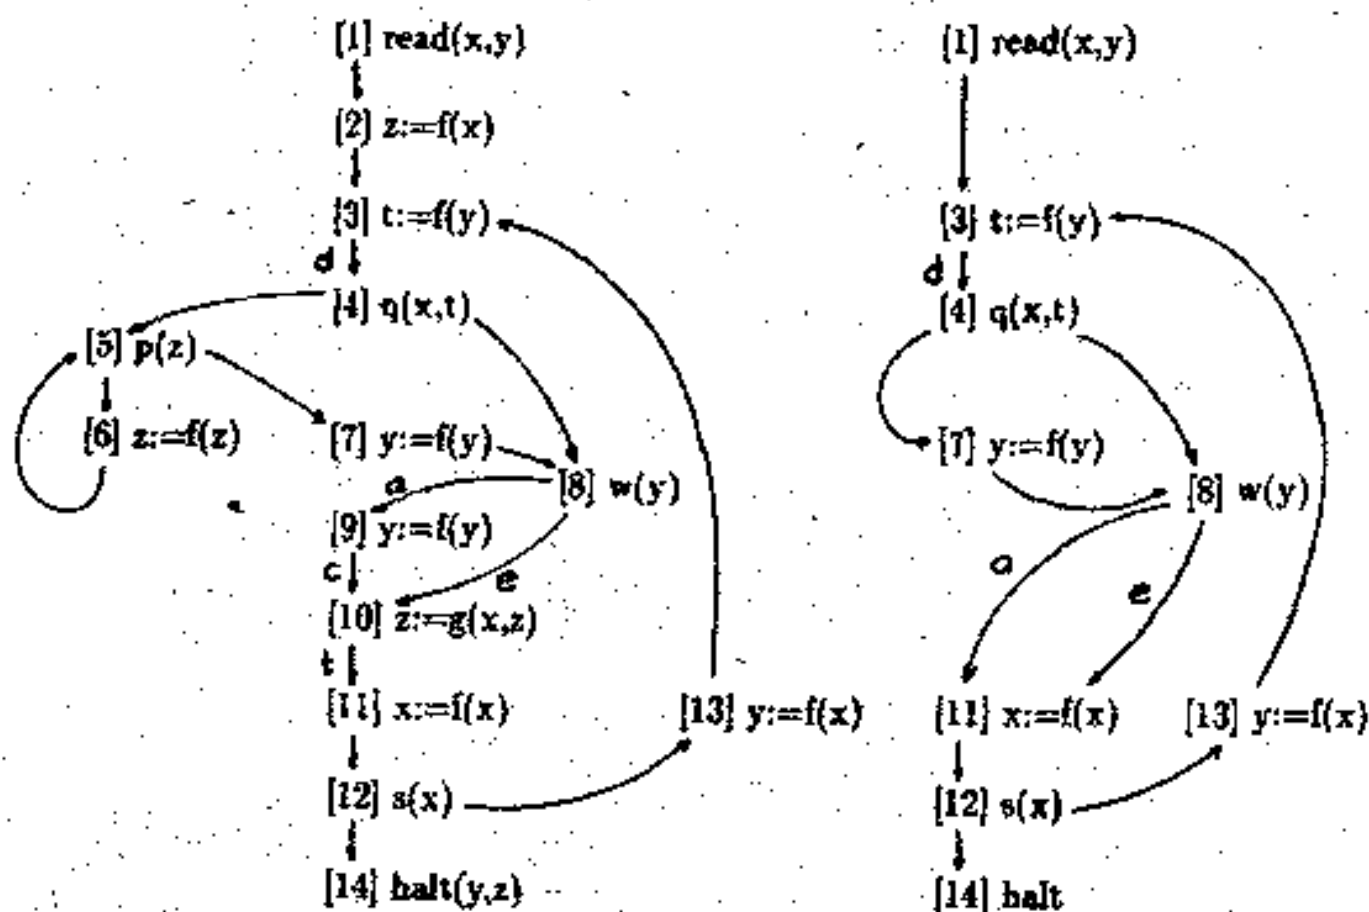 [1] read(x,y)
[2] z:=f(x)
[3] t:=f(y)
d
[4] q(x,t)
[5] p(z)
[6] z:=f(z)
[7] y:=f(y)
[8] w(y)
a
[9] y:=f(y)
c
e
[10] z:=g(x,z)
t
[11] x:=f(x)
[13] y:=f(x)
[12] s(x)
[14] halt(y,z)
[1] read(x,y)
[3] t:=f(y)
d
[4] q(x,t)
[7] y:=f(y)
[8] w(y)
a
e
[11] x:=f(x)
[13] y:=f(x)
[12] s(x)
[14] halt